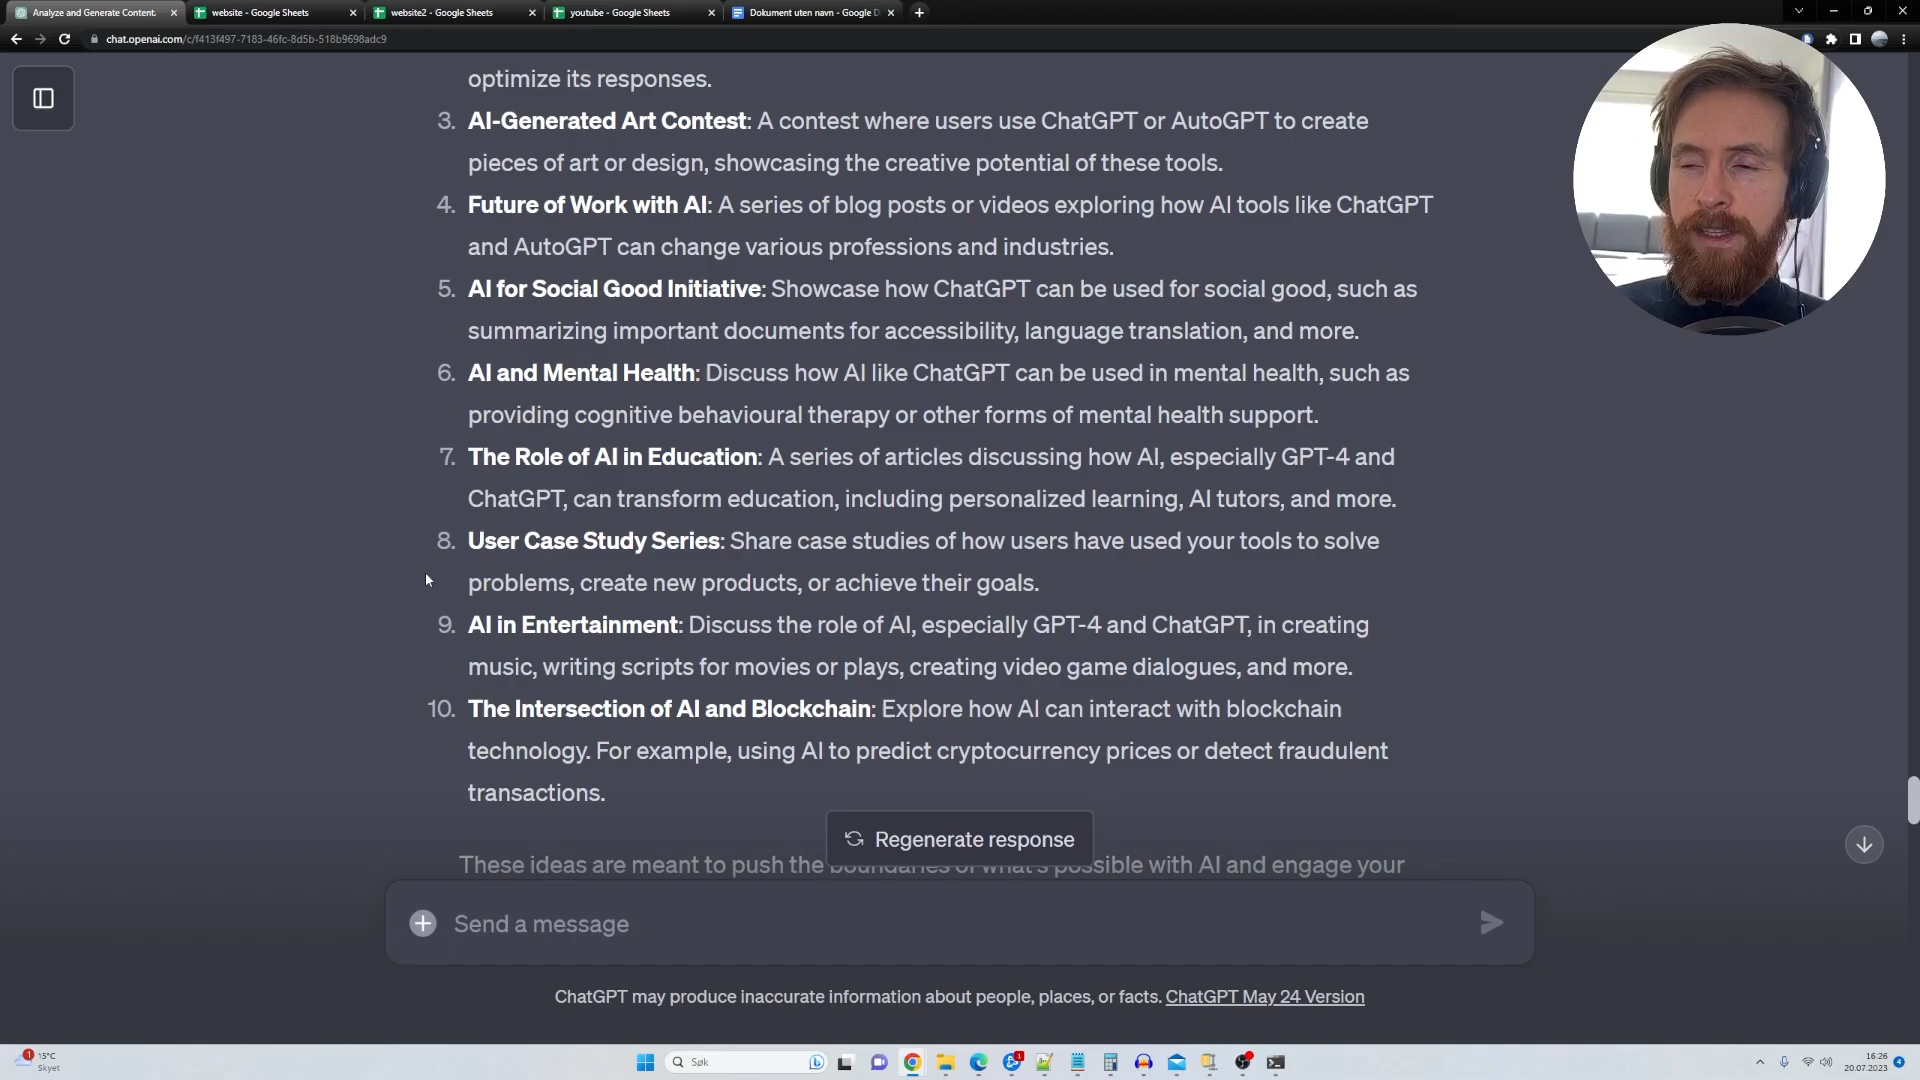 Analyze and Generate Content.
website - Google Sheets
website2 - Google Sheets
youtube - Google Sheets
Dokument uten navn - Google D
chat.openai.com/c/f413f497-7183-46fc-8d5b-518b9698adc9
optimize its responses.
3. AI-Generated Art Contest: A contest where users use ChatGPT or AutoGPT to create
pieces of art or design, showcasing the creative potential of these tools.
4. Future of Work with AI: A series of blog posts or videos exploring how AI tools like ChatGPT
and AutoGPT can change various professions and industries.
5. AI for Social Good Initiative: Showcase how ChatGPT can be used for social good, such as
summarizing important documents for accessibility, language translation, and more.
6. AI and Mental Health: Discuss how AI like ChatGPT can be used in mental health, such as
providing cognitive behavioural therapy or other forms of mental health support.
7. The Role of AI in Education: A series of articles discussing how AI, especially GPT-4 and
ChatGPT, can transform education, including personalized learning, AI tutors, and more.
8. User Case Study Series: Share case studies of how users have used your tools to solve
problems, create new products, or achieve their goals.
9. AI in Entertainment: Discuss the role of AI, especially GPT-4 and ChatGPT, in creating
music, writing scripts for movies or plays, creating video game dialogues, and more.
10. The Intersection of AI and Blockchain: Explore how AI can interact with blockchain
technology. For example, using AI to predict cryptocurrency prices or detect fraudulent
transactions.
Regenerate response
These ideas are meant to push the boundaries of what's possible with AI and engage your
Send a message
ChatGPT may produce inaccurate information about people, places, or facts. ChatGPT May 24 Version
1
15°C
Skyet
Søk
1
16:26
20.07.2023
4